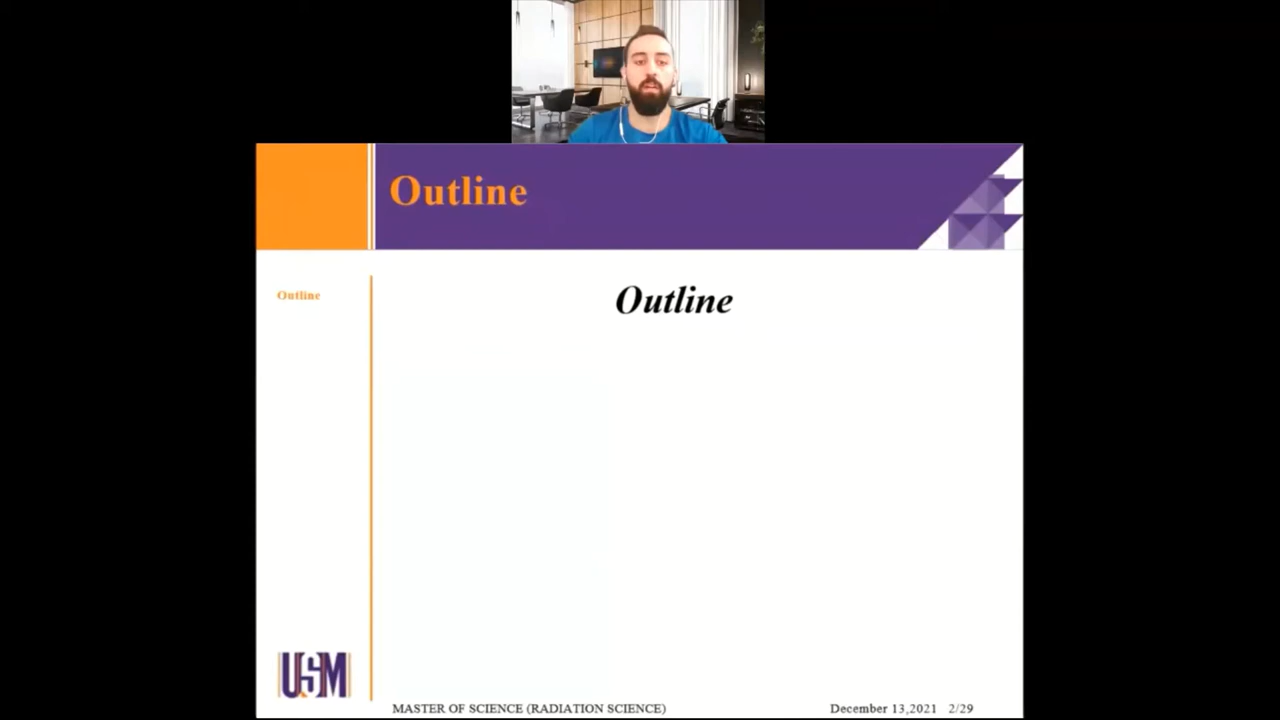 Outline
Outline
Outline
USM
MASTER OF SCIENCE (RADIATION SCIENCE)
December 13,2021 2/29